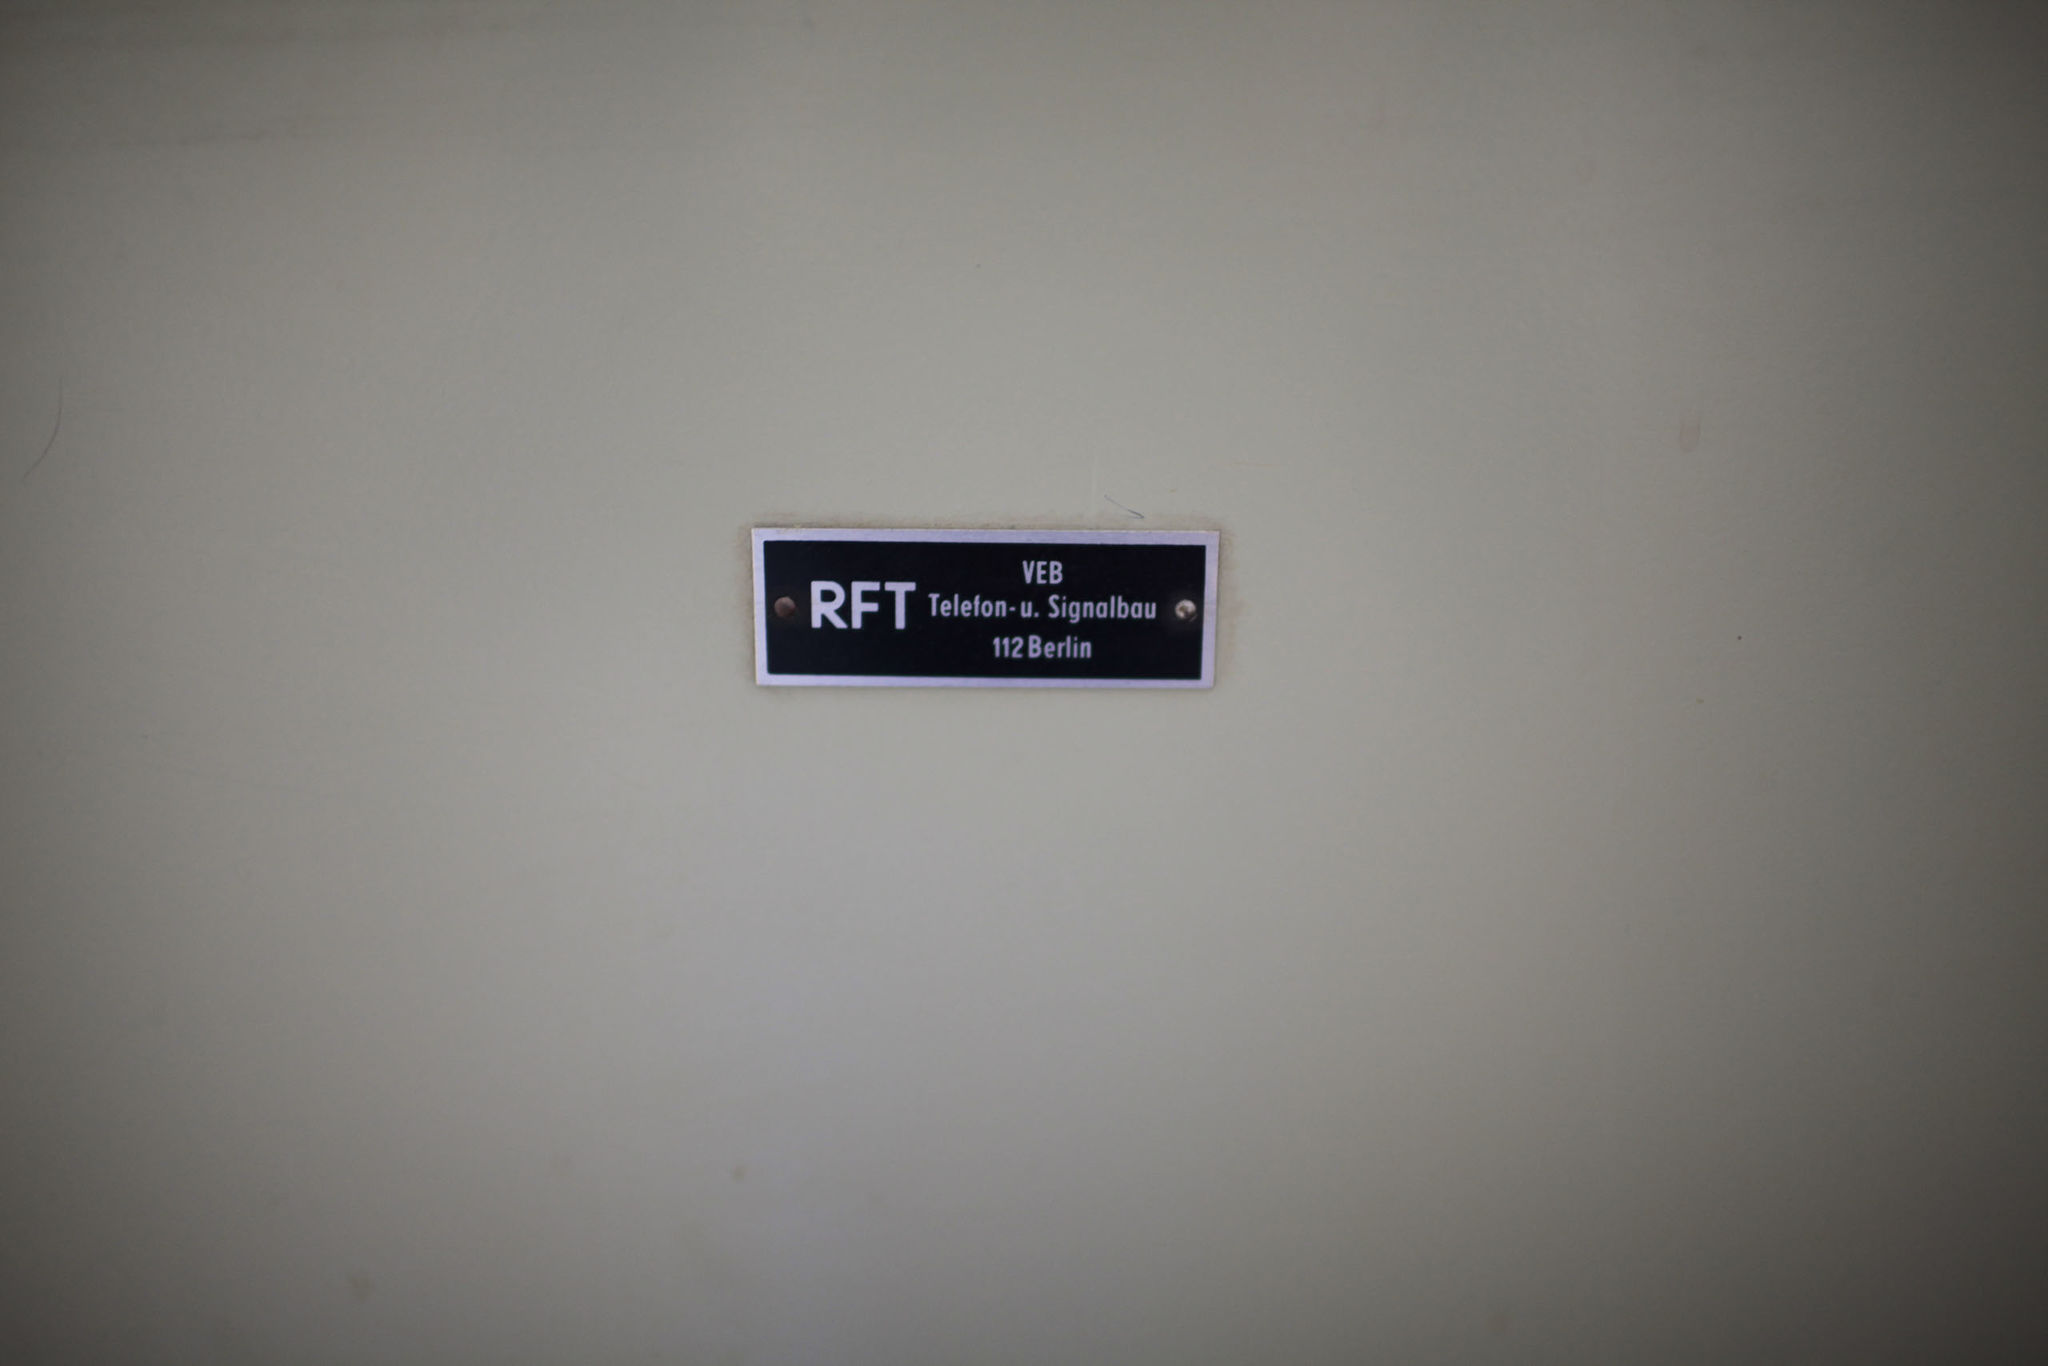 RFT
VEB
Telefon- u. Signalbau
112 Berlin